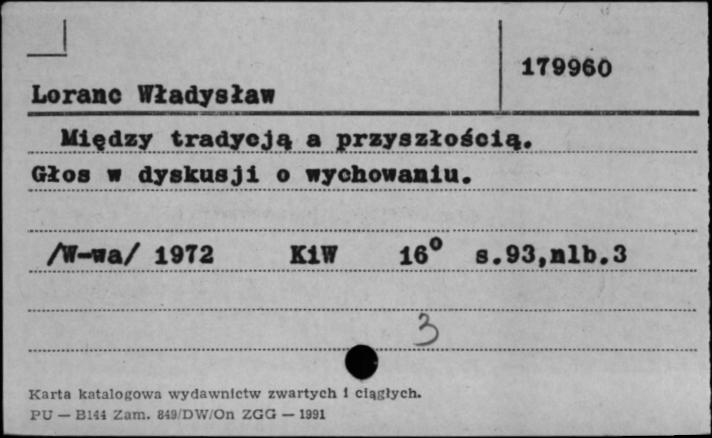 179960
Loranc Władysław
Między tradycją a przyszłością.
Głos w dyskusji o wychowaniu.
/W-wa/ 1972 KiW 16° s.93,nlb.3
3
Karta katalogowa wydawnictw zwartych i ciągłych.
PU — B144 Zam. 849/DW/On ZGG — 1991